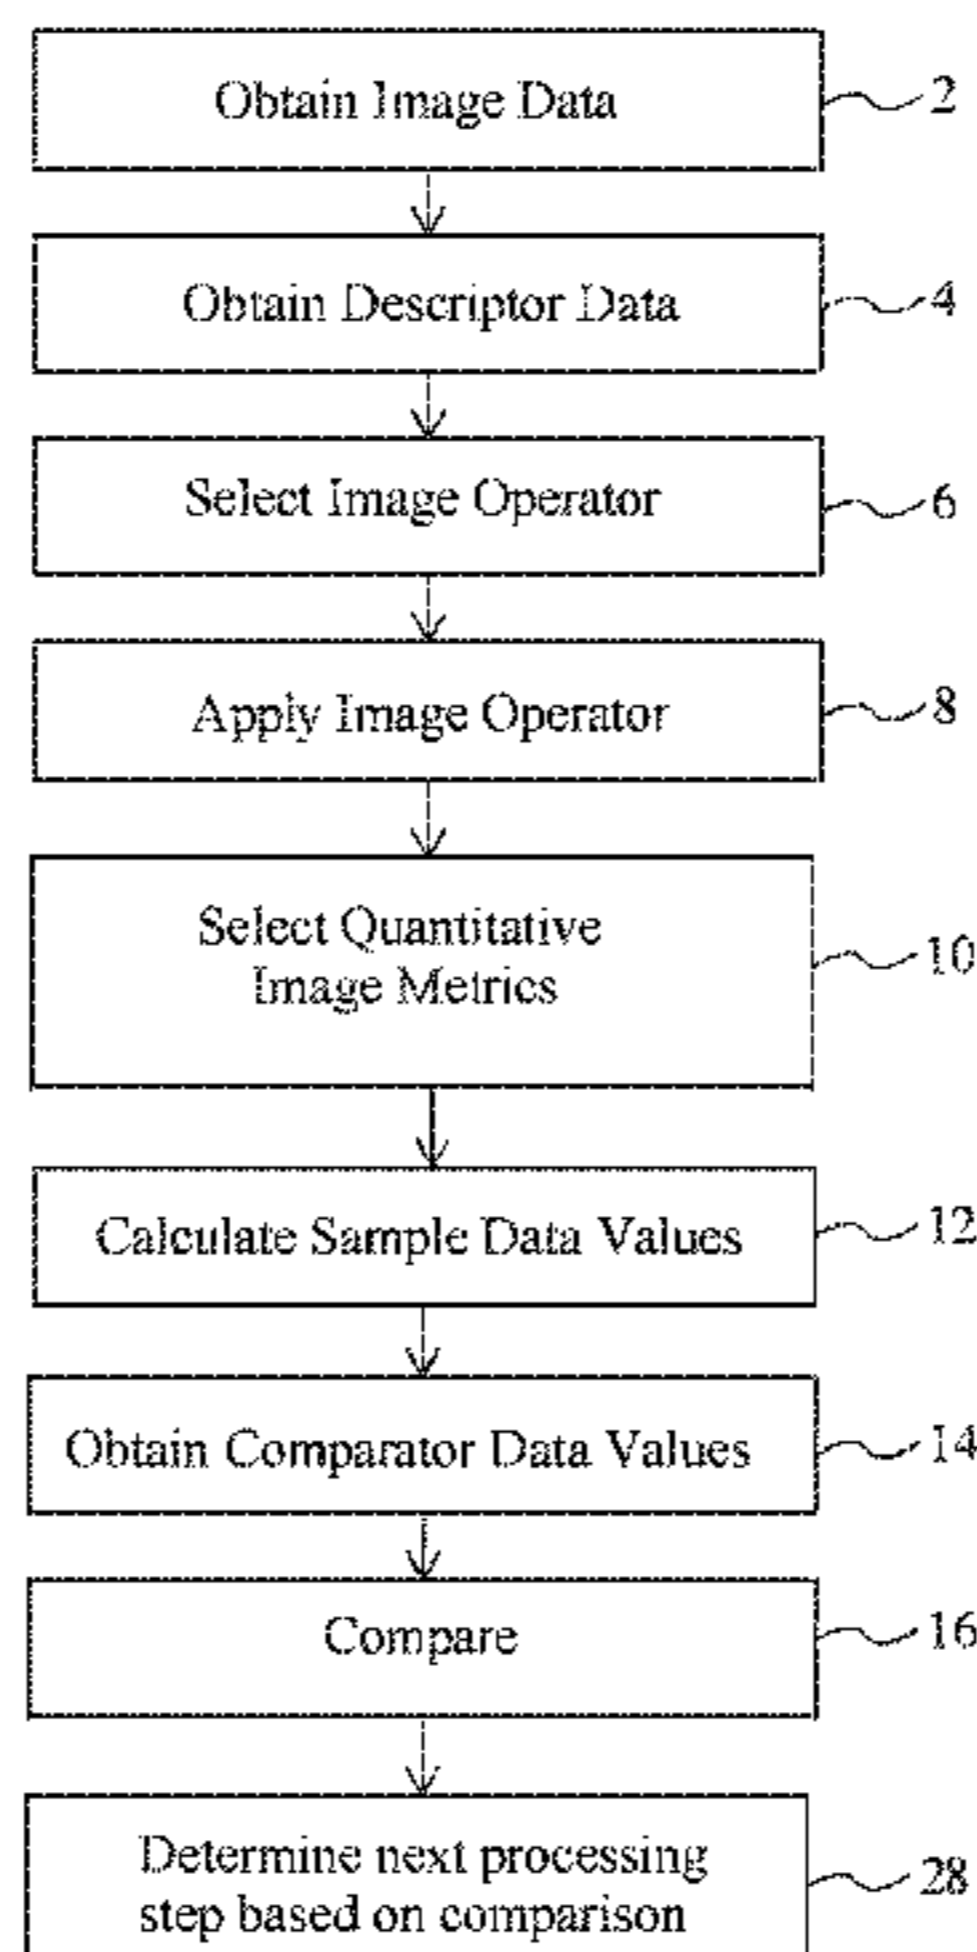 Obtain Image Data
2
Obtain Descriptor Data
4
Select Image Operator
6
Apply Image Operator
8
Select Quantitative
Image Metrics
10
Calculate Sample Data Values
12
Obtain Comparator Data Values
14
Compare
16
Determine next processing
step based on comparison
28